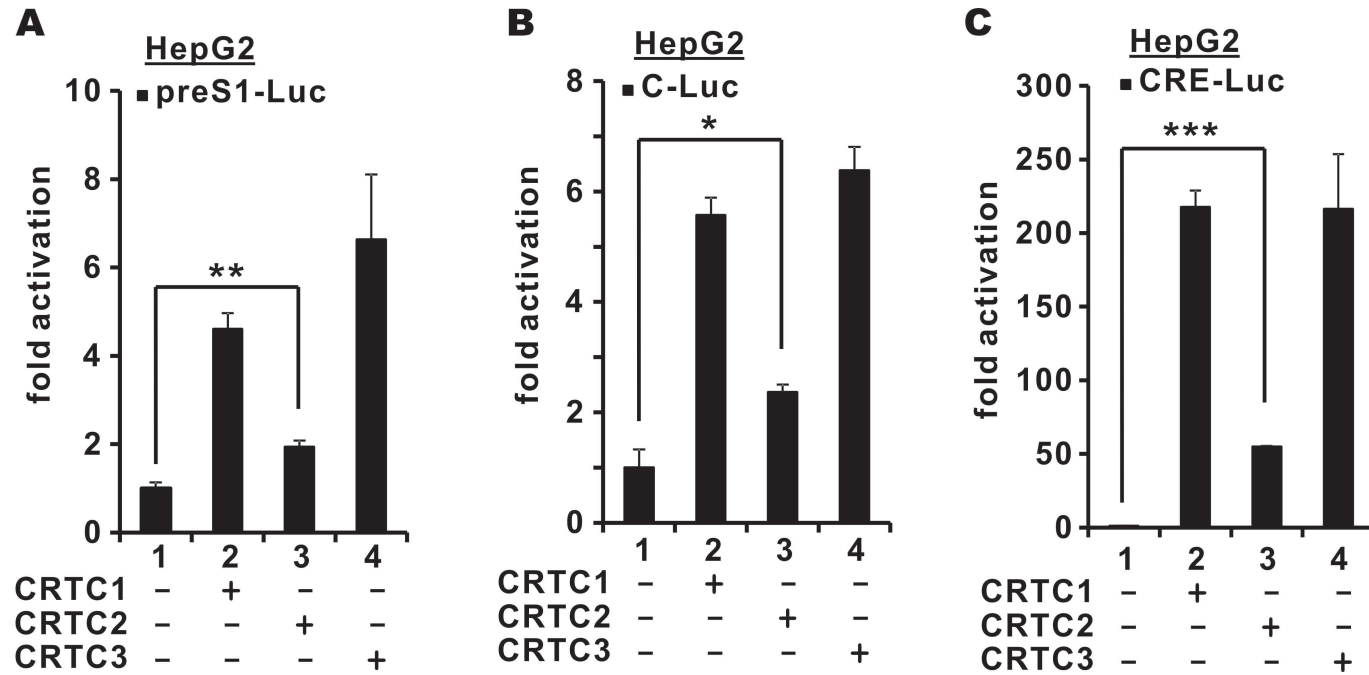 A
HepG2
preS1-Luc
fold activation
10
8
6
4
2
0
**
1 2 3 4
CRTC1 – + – –
CRTC2 – – + –
CRTC3 – – – +
B
HepG2
C-Luc
fold activation
8
6
4
2
0
*
1 2 3 4
CRTC1 – + – –
CRTC2 – – + –
CRTC3 – – – +
C
HepG2
CRE-Luc
fold activation
300
250
200
150
100
50
0
***
1 2 3 4
CRTC1 – + – –
CRTC2 – – + –
CRTC3 – – – +